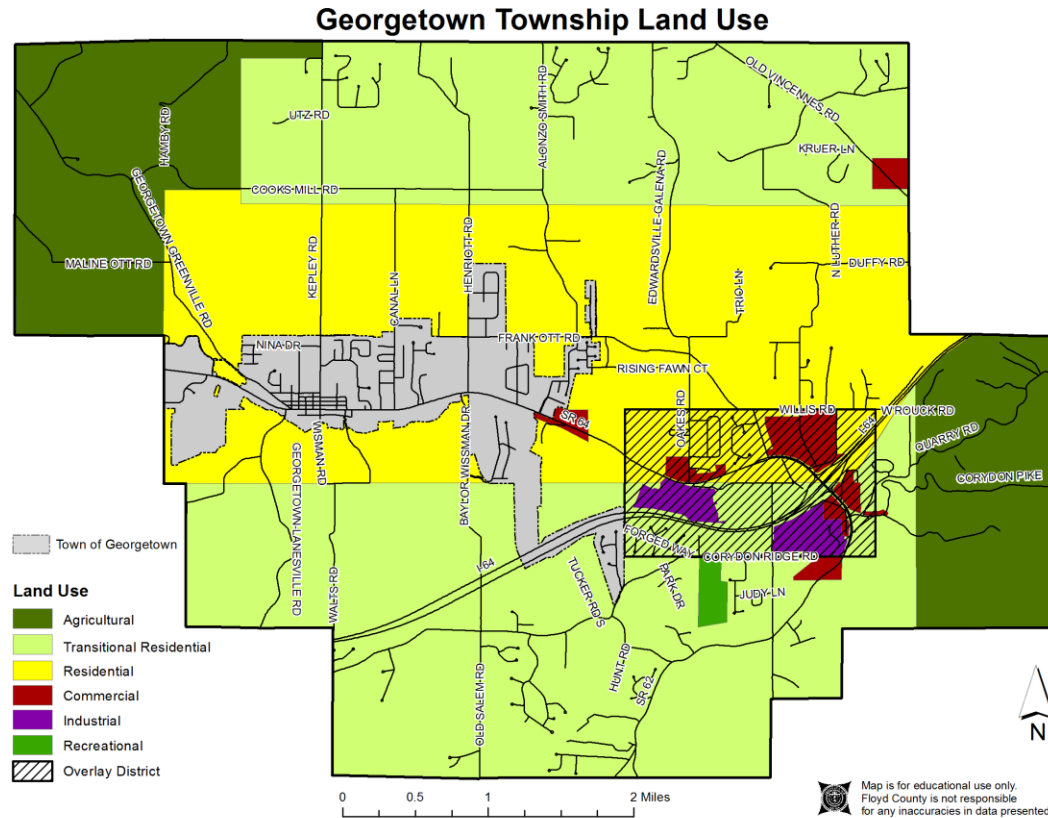 Georgetown Township Land Use
OLD VINCENNES RD
UTZ RD
HAMBY RD
ALONZO SMITH RD
KRUER LN
EDWARDSVILLE-GALENA RD
COOKS MILL RD
GEORGETOWN GREENVILLE RD
KEPLEY RD
HENRIOTT RD
N LUTHER RD
MALINE OTT RD
DUFFY RD
CANAL LN
TRIO LN
NINA DR
FRANK OTT RD
RISING FAWN CT
SR 64
OAKES RD
WILLIS RD
W ROUCK RD
I-64
QUARRY RD
WISMAN RD
BAYLOR WISSMAN DR
GEORGETOWN-LANESVILLE RD
CORYDON PIKE
FORGED WAY
CORYDON RIDGE RD
I-64
WALTS RD
TUCKER RD S
PARK DR
JUDY LN
HUNT RD
SR 62
OLD SALEM RD
Town of Georgetown
Land Use
Agricultural
Transitional Residential
Residential
Commercial
Industrial
Recreational
Overlay District
N
0 0.5 1 2 Miles
Map is for educational use only.
Floyd County is not responsible
for any inaccuracies in data presented